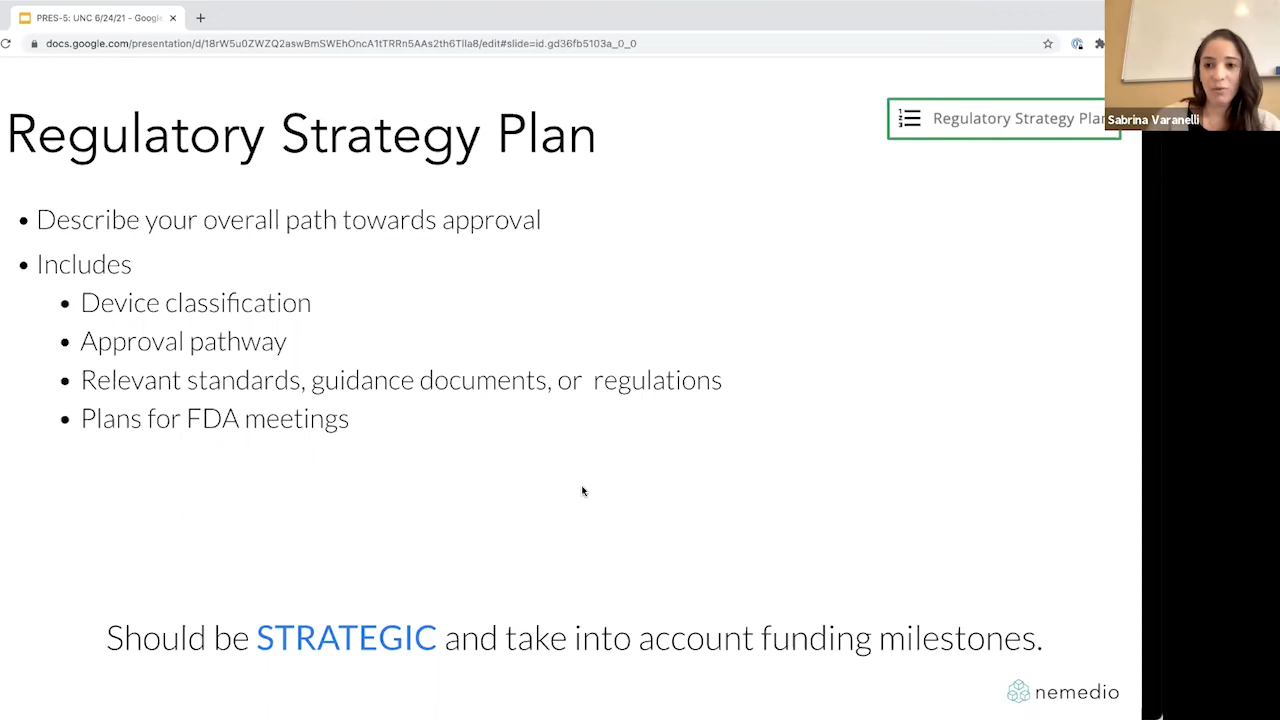 PRES-5: UNC 6/24/21 - Google
docs.google.com/presentation/d/18rW5u0ZWZQ2aswBmSWEhOncA1tTRRn5AAs2th6TlIa8/edit#slide=id.gd36fb5103a_0_0
Regulatory Strategy Plan
Regulatory Strategy Plan
Sabrina Varanelli
• Describe your overall path towards approval
• Includes
• Device classification
• Approval pathway
• Relevant standards, guidance documents, or regulations
• Plans for FDA meetings
Should be STRATEGIC and take into account funding milestones.
nemedio